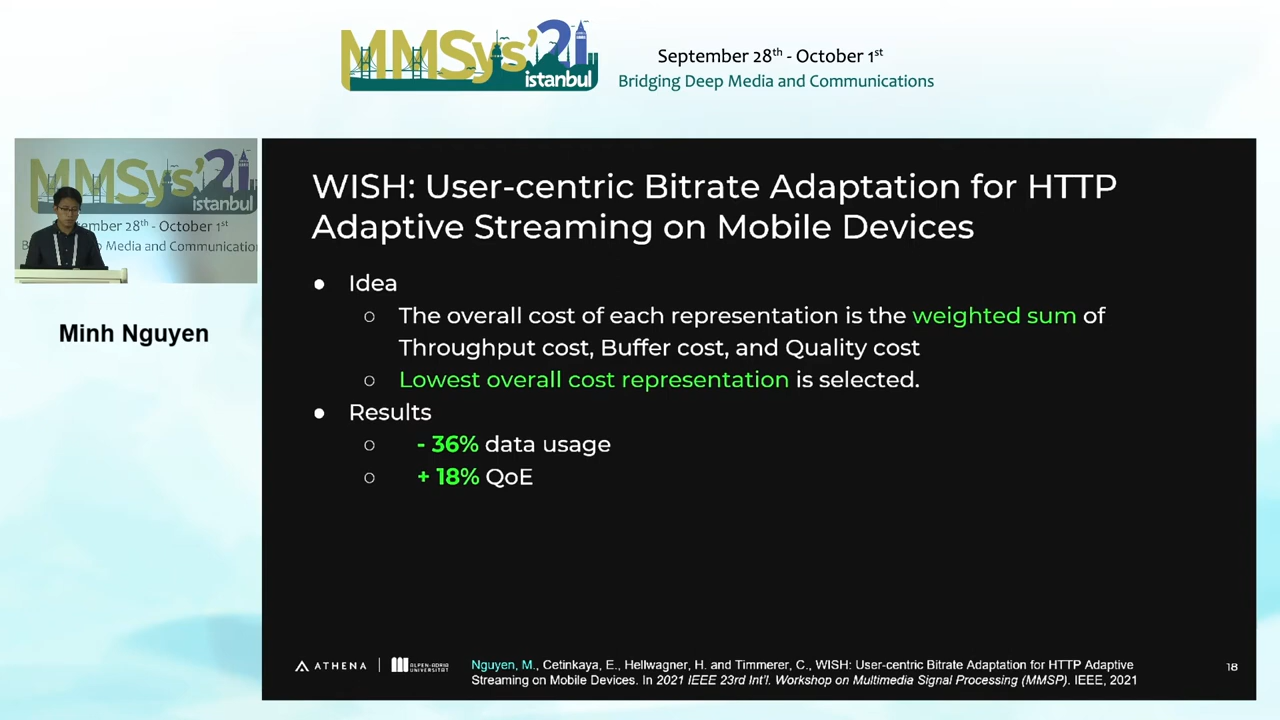 MMSys'21
istanbul
September 28th - October 1st
Bridging Deep Media and Communications
MMSys'21
istanbul
ember 28th - October 1st
Media and Communication
Minh Nguyen
WISH: User-centric Bitrate Adaptation for HTTP
Adaptive Streaming on Mobile Devices
● Idea
○ The overall cost of each representation is the weighted sum of
Throughput cost, Buffer cost, and Quality cost
○ Lowest overall cost representation is selected.
● Results
○ - 36% data usage
○ + 18% QoE
ATHENA | ALPEN-ADRIA
UNIVERSITÄT
Nguyen, M., Cetinkaya, E., Hellwagner, H. and Timmerer, C., WISH: User-centric Bitrate Adaptation for HTTP Adaptive
Streaming on Mobile Devices. In 2021 IEEE 23rd Int'l. Workshop on Multimedia Signal Processing (MMSP). IEEE, 2021
18